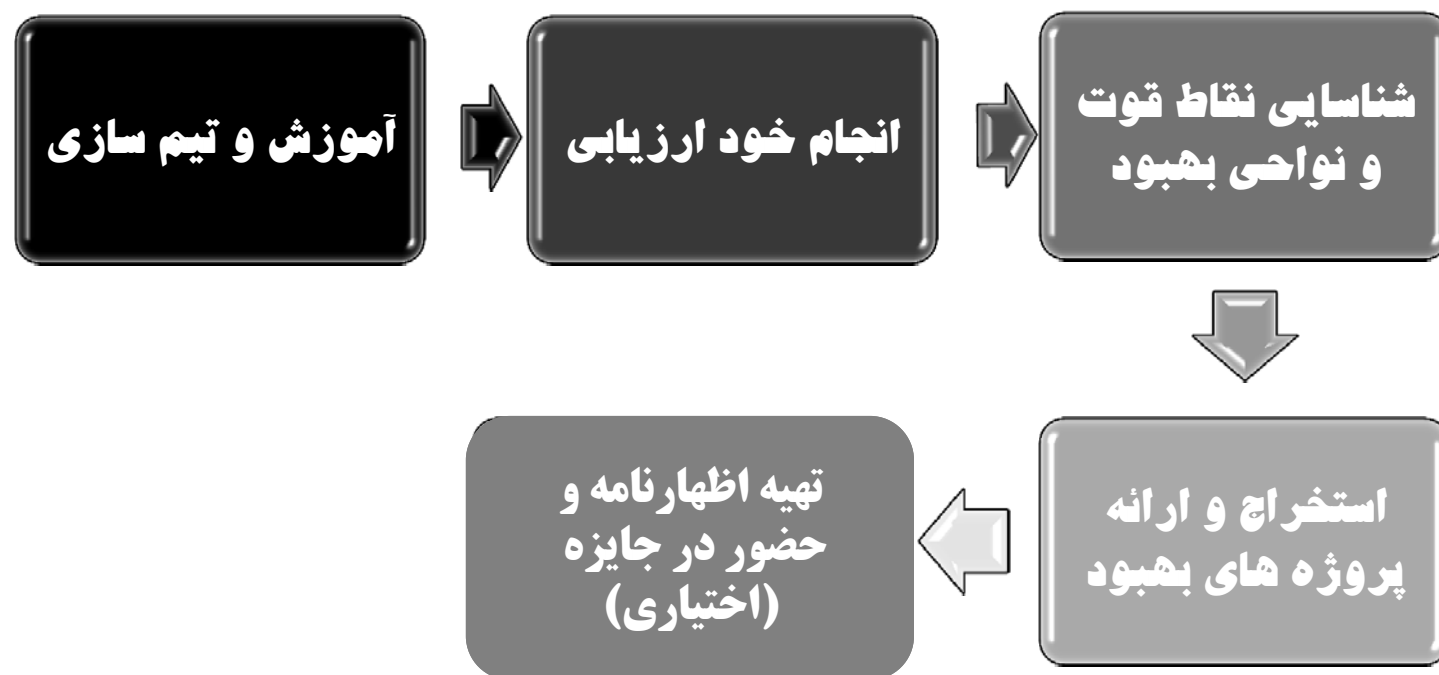 آموزش و تیم سازی
انجام خود ارزیابی
شناسایی نقاط قوت
و نواحی بهبود
استخراج و ارائه
پروژه های بهبود
تهیه اظهارنامه و
حضور در جایزه
(اختیاری)